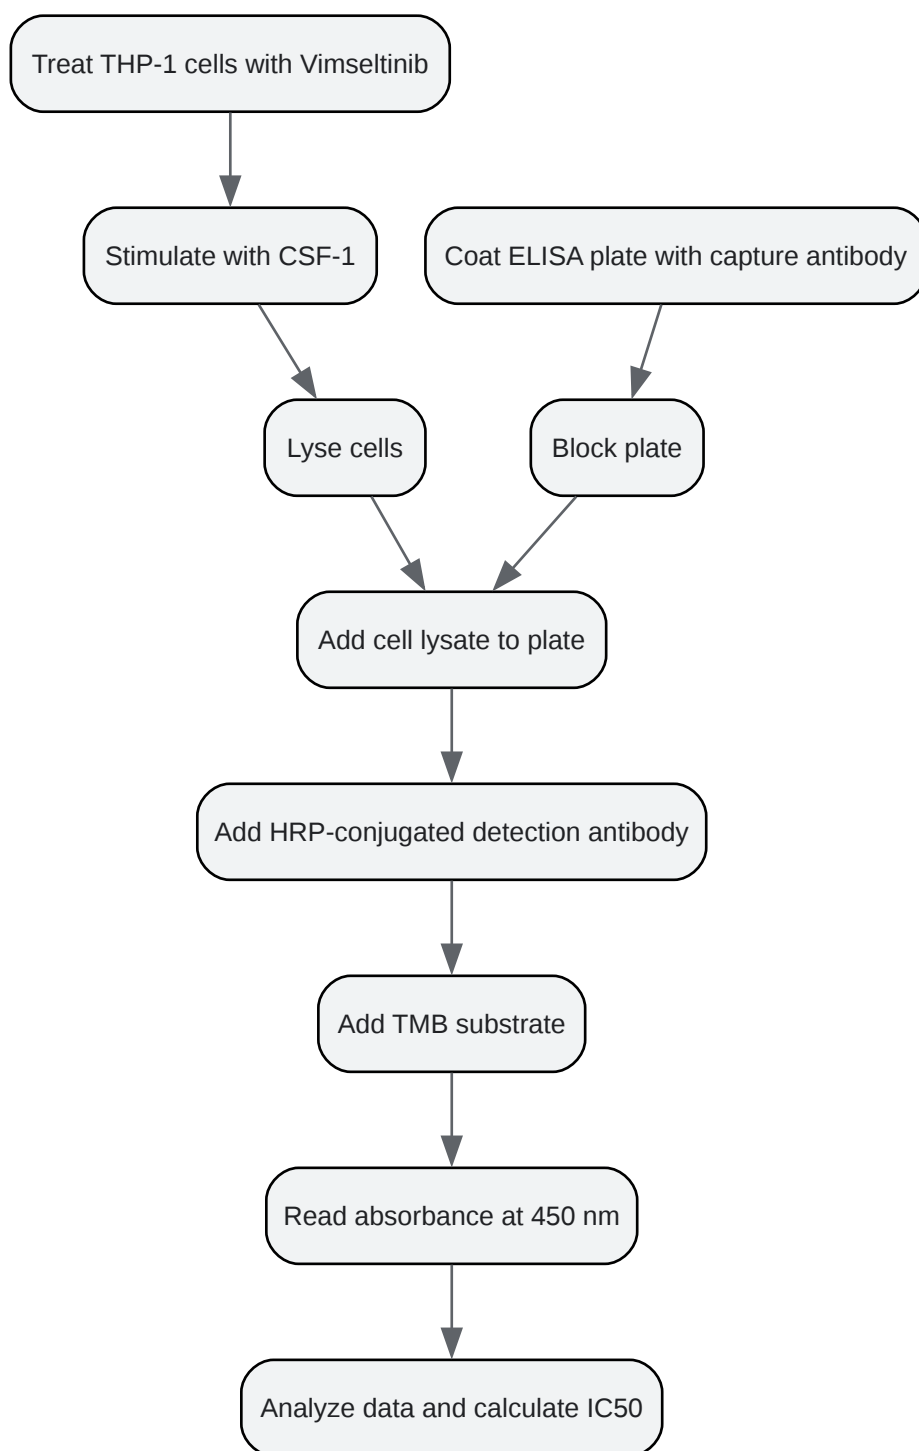 Treat THP-1 cells with Vimseltinib
Stimulate with CSF-1
Coat ELISA plate with capture antibody
Lyse cells
Block plate
Add cell lysate to plate
Add HRP-conjugated detection antibody
Add TMB substrate
Read absorbance at 450 nm
Analyze data and calculate IC50